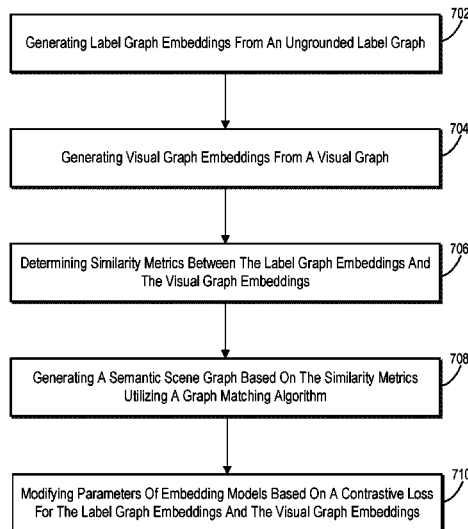 702
Generating Label Graph Embeddings From An Ungrounded Label Graph
704
Generating Visual Graph Embeddings From A Visual Graph
706
Determining Similarity Metrics Between The Label Graph Embeddings And
The Visual Graph Embeddings
708
Generating A Semantic Scene Graph Based On The Similarity Metrics
Utilizing A Graph Matching Algorithm
710
Modifying Parameters Of Embedding Models Based On A Contrastive Loss
For The Label Graph Embeddings And The Visual Graph Embeddings